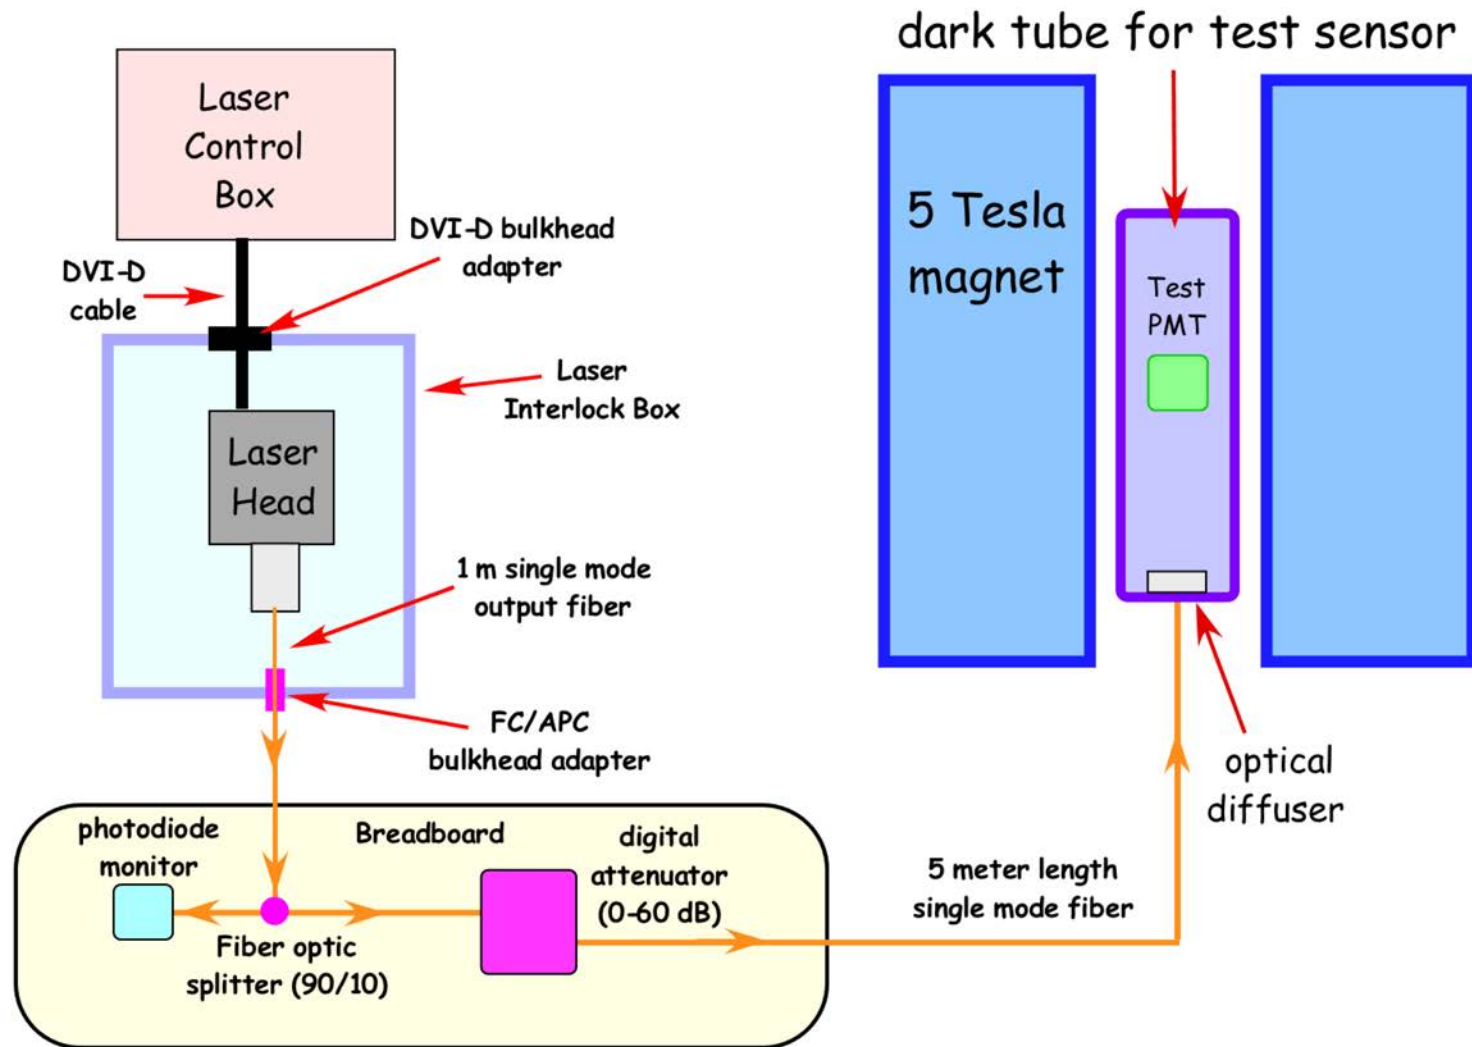 dark tube for test sensor
Laser
Control
Box
DVI-D bulkhead
adapter
DVI-D
cable
5 Tesla
magnet
Test
PMT
Laser
Interlock Box
Laser
Head
1 m single mode
output fiber
FC/APC
bulkhead adapter
optical
diffuser
photodiode
monitor
Breadboard
digital
attenuator
(0-60 dB)
5 meter length
single mode fiber
Fiber optic
splitter (90/10)